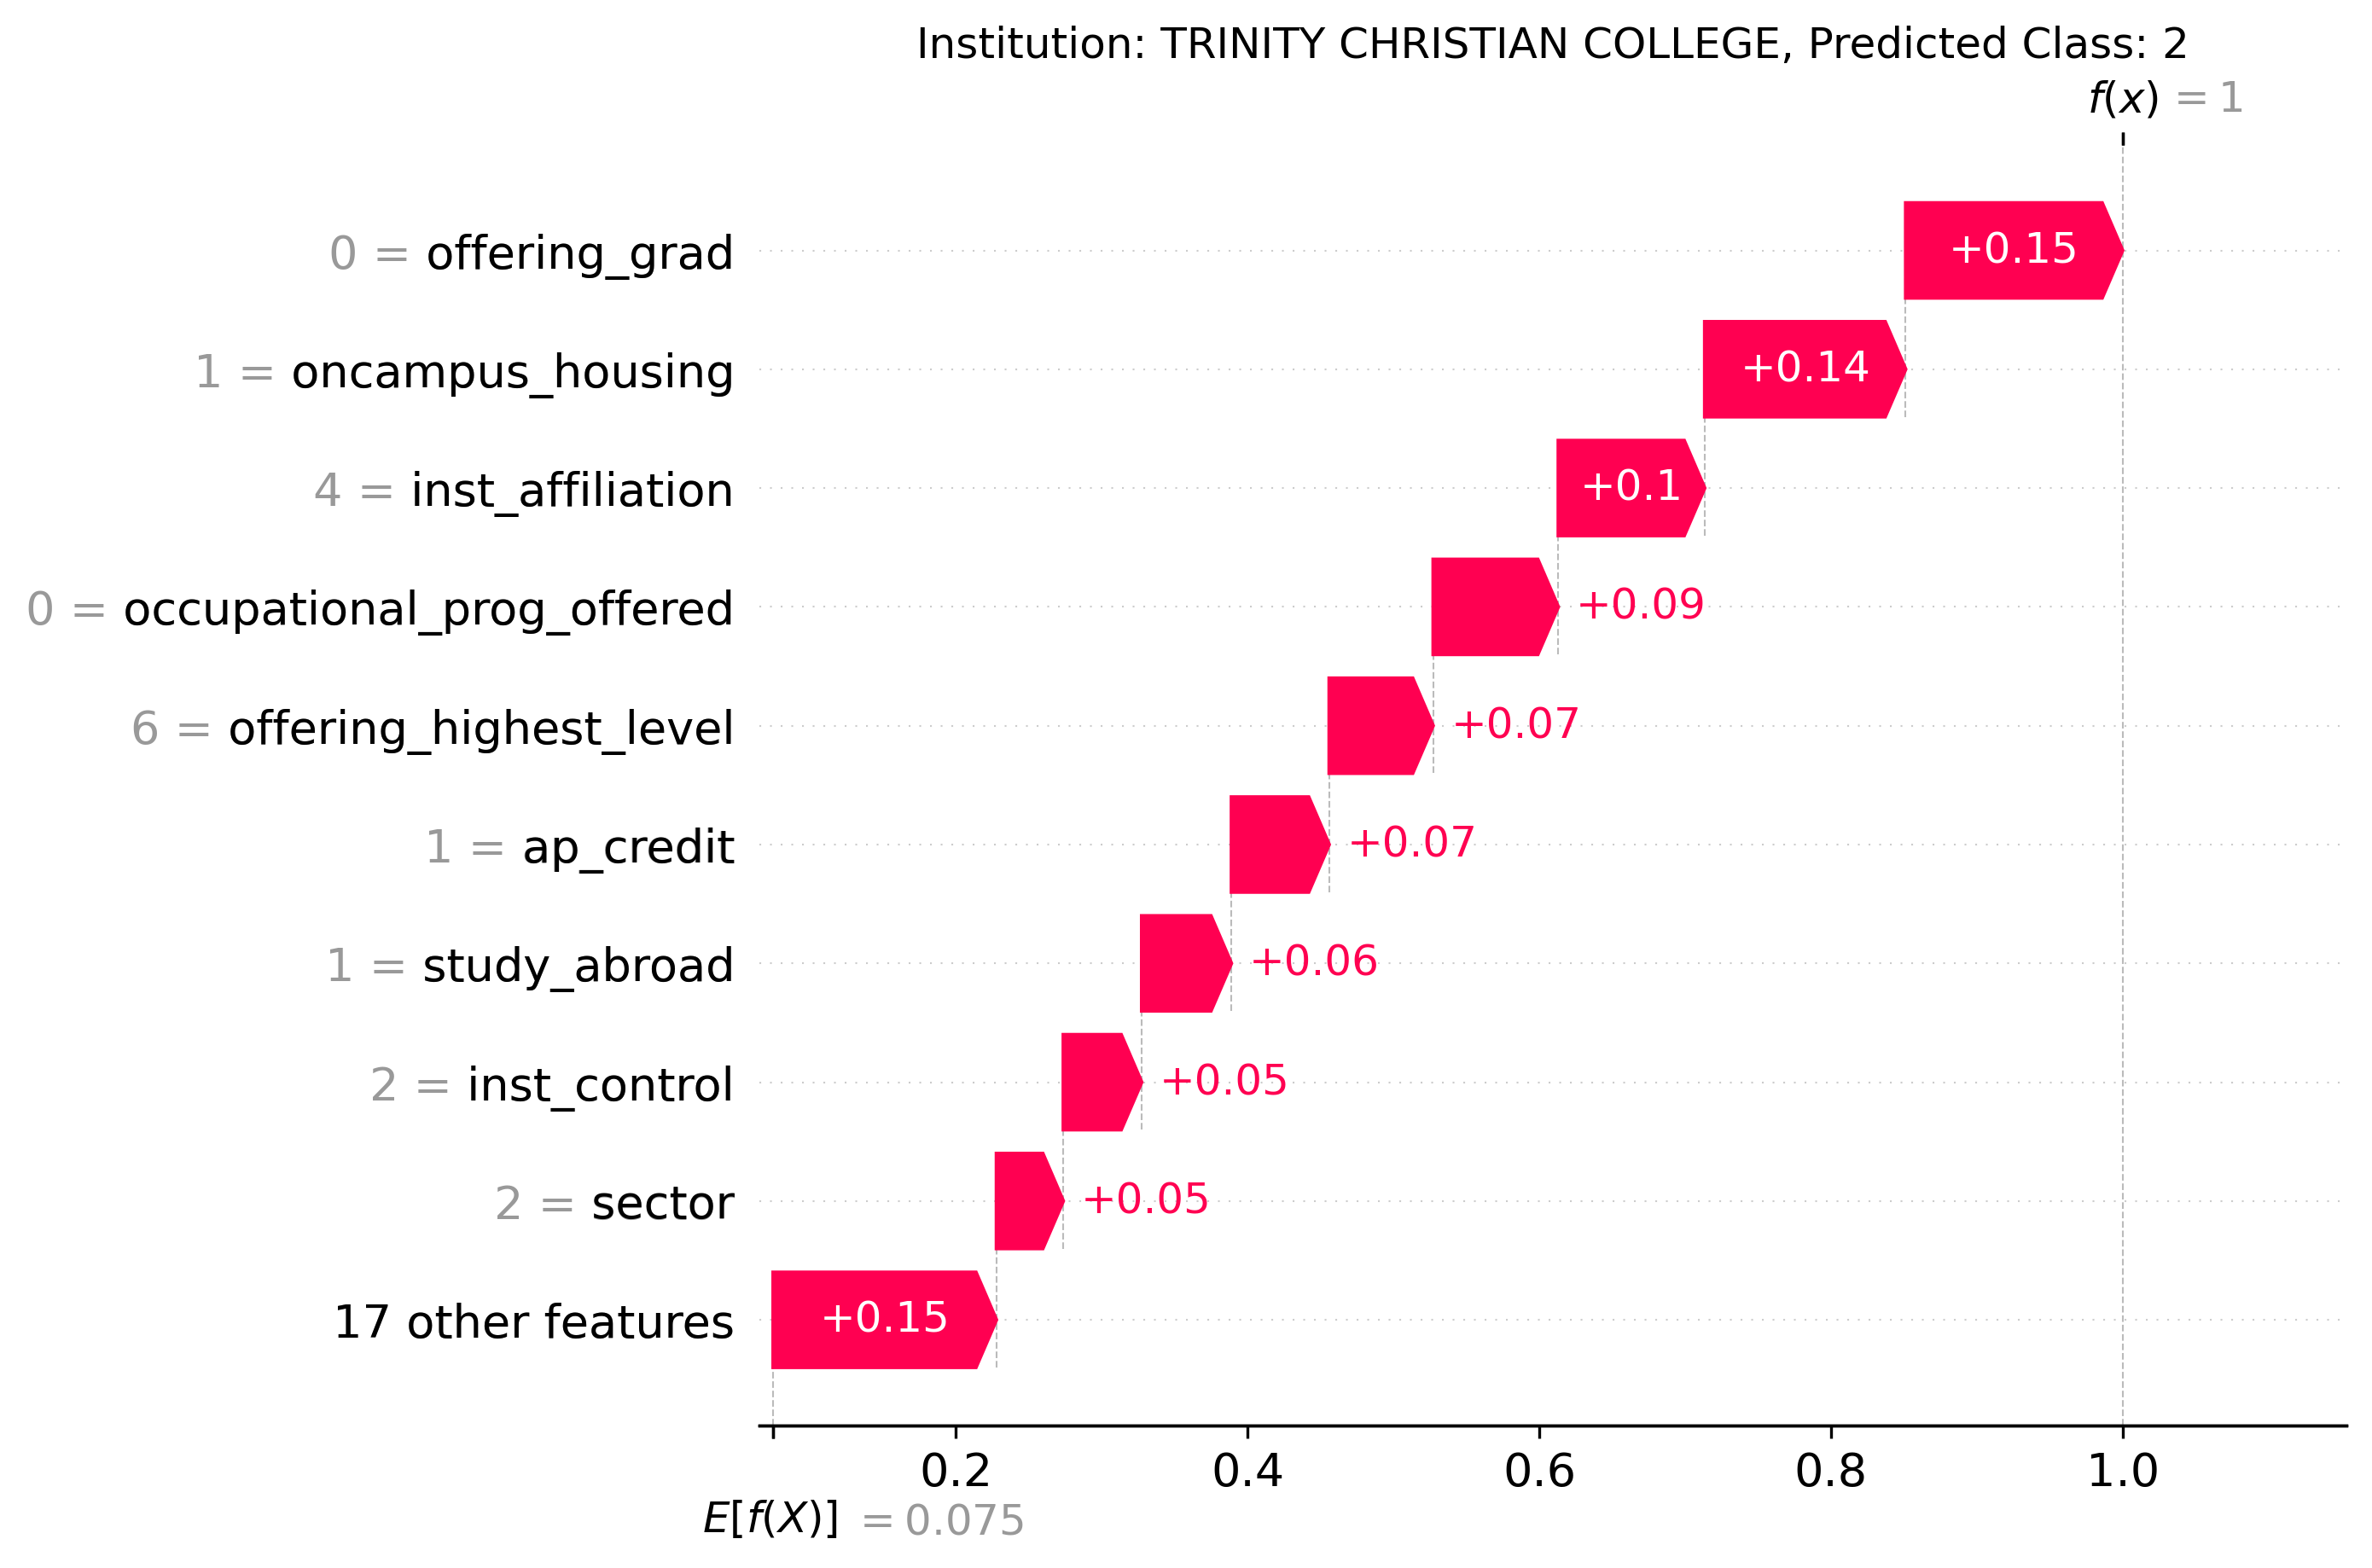 Institution: TRINITY CHRISTIAN COLLEGE, Predicted Class: 2
f(x) = 1
0 = offering_grad +0.15
1 = oncampus_housing +0.14
4 = inst_affiliation +0.1
0 = occupational_prog_offered +0.09
6 = offering_highest_level +0.07
1 = ap_credit +0.07
1 = study_abroad +0.06
2 = inst_control +0.05
2 = sector +0.05
17 other features +0.15
0.2 0.4 0.6 0.8 1.0
E[f(X)] = 0.075